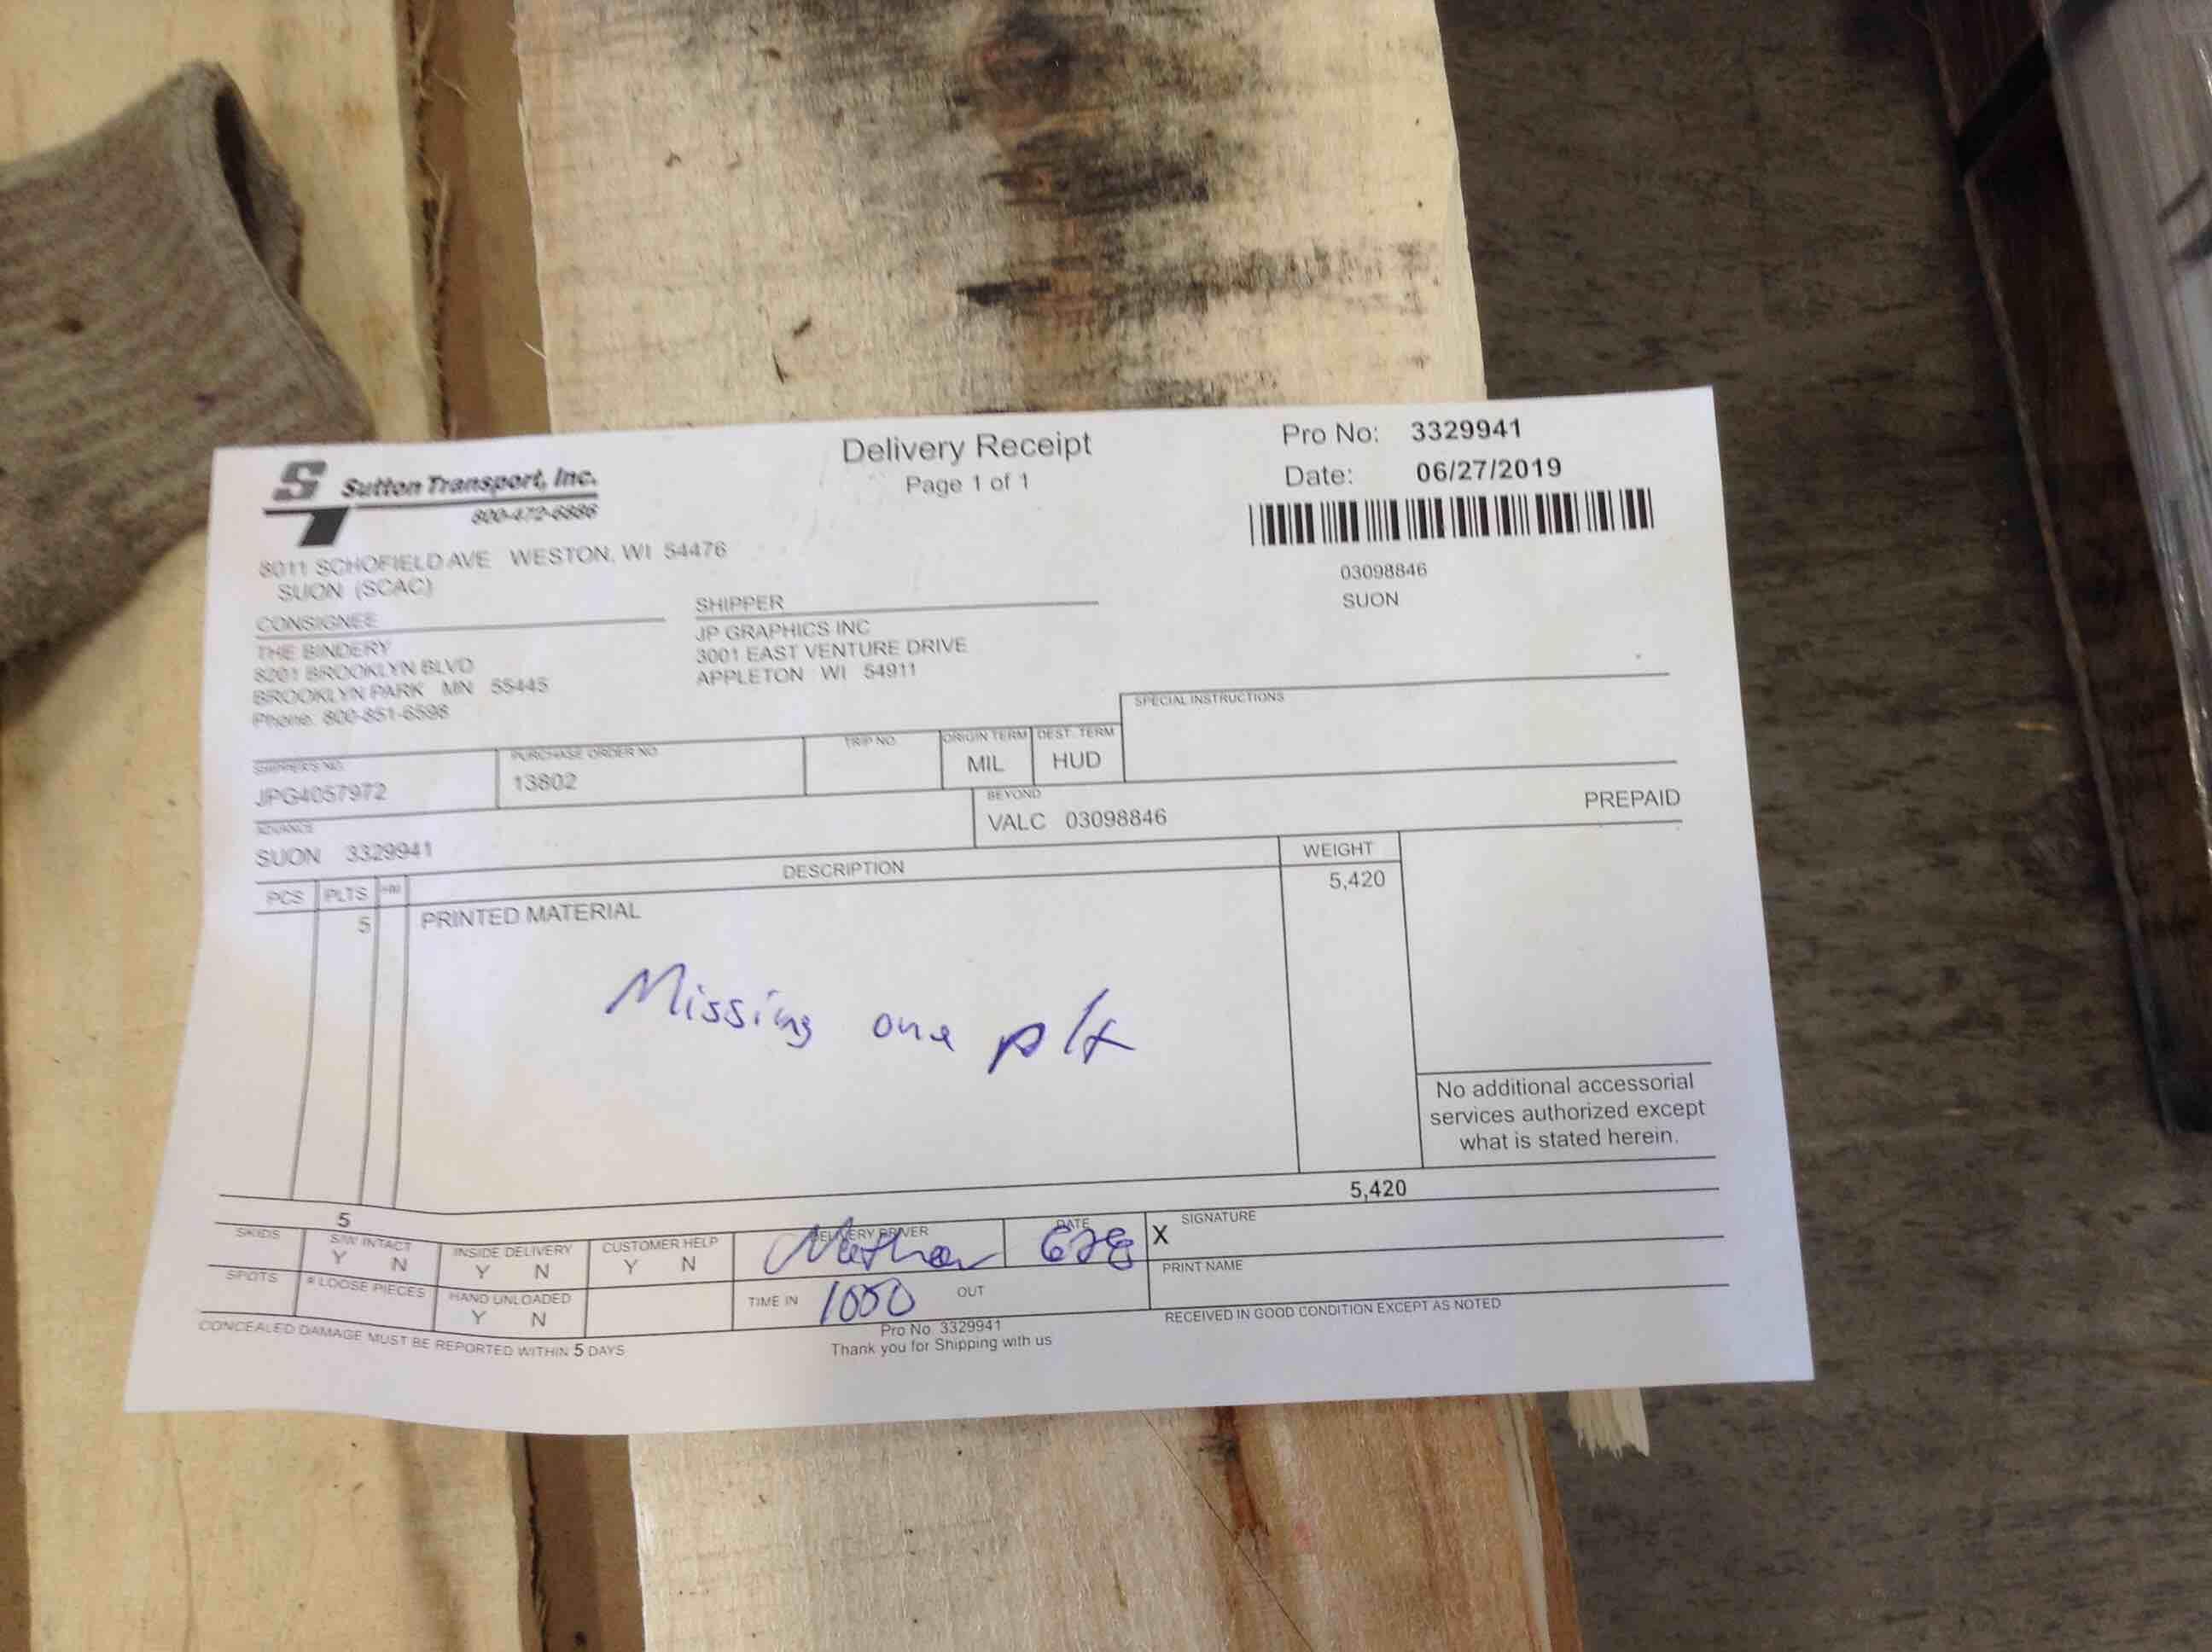 Delivery Receipt
Page 1 of 1
Pro No: 3329941
Date: 06/27/2019
Sutton Transport, Inc.
800-472-6886
8011 SCHOFIELD AVE WESTON, WI 54476
SUON (SCAC)
03098846
SUON
CONSIGNEE
THE BINDERY
8201 BROOKLYN BLVD
BROOKLYN PARK MN 55445
Phone: 800-851-6598
SHIPPER
JP GRAPHICS INC
3001 EAST VENTURE DRIVE
APPLETON WI 54911
SPECIAL INSTRUCTIONS
SHIPPER'S NO.
JPG4057972
PURCHASE ORDER NO.
13802
TRIP NO.
ORIGIN TERM
MIL
DEST. TERM
HUD
ADVANCE
SUON 3329941
BEYOND
VALC 03098846
PREPAID
PCS PLTS HM DESCRIPTION WEIGHT
5 PRINTED MATERIAL 5,420
Missing one plt
No additional accessorial
services authorized except
what is stated herein.
5 5,420
SKIDS
S/W INTACT
Y N
INSIDE DELIVERY
Y N
CUSTOMER HELP
Y N
DELIVERY DRIVER
DATE
628
X SIGNATURE
PRINT NAME
SPOTS
# LOOSE PIECES
HAND UNLOADED
Y N
TIME IN 1000 OUT
RECEIVED IN GOOD CONDITION EXCEPT AS NOTED
CONCEALED DAMAGE MUST BE REPORTED WITHIN 5 DAYS
Pro No. 3329941
Thank you for Shipping with us